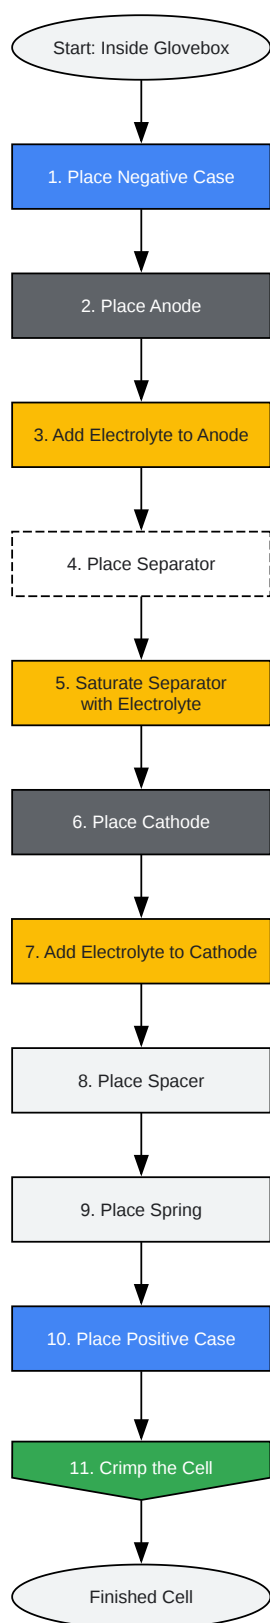 Start: Inside Glovebox
1. Place Negative Case
2. Place Anode
3. Add Electrolyte to Anode
4. Place Separator
5. Saturate Separator
with Electrolyte
6. Place Cathode
7. Add Electrolyte to Cathode
8. Place Spacer
9. Place Spring
10. Place Positive Case
11. Crimp the Cell
Finished Cell